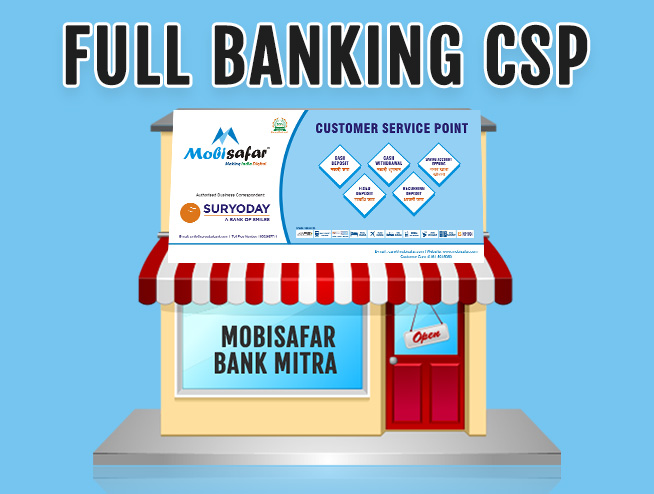 FULL BANKING CSP
Mobisafar
Making India Digital
CUSTOMER SERVICE POINT
CASH
DEPOSIT
CASH
WITHDRAWAL
SAVING ACCOUNT
OPENING
FIXED
DEPOSIT
RECURRING
DEPOSIT
Authorised Business Correspondent:
SURYODAY
A BANK OF SMILES
Open
MOBISAFAR
BANK MITRA